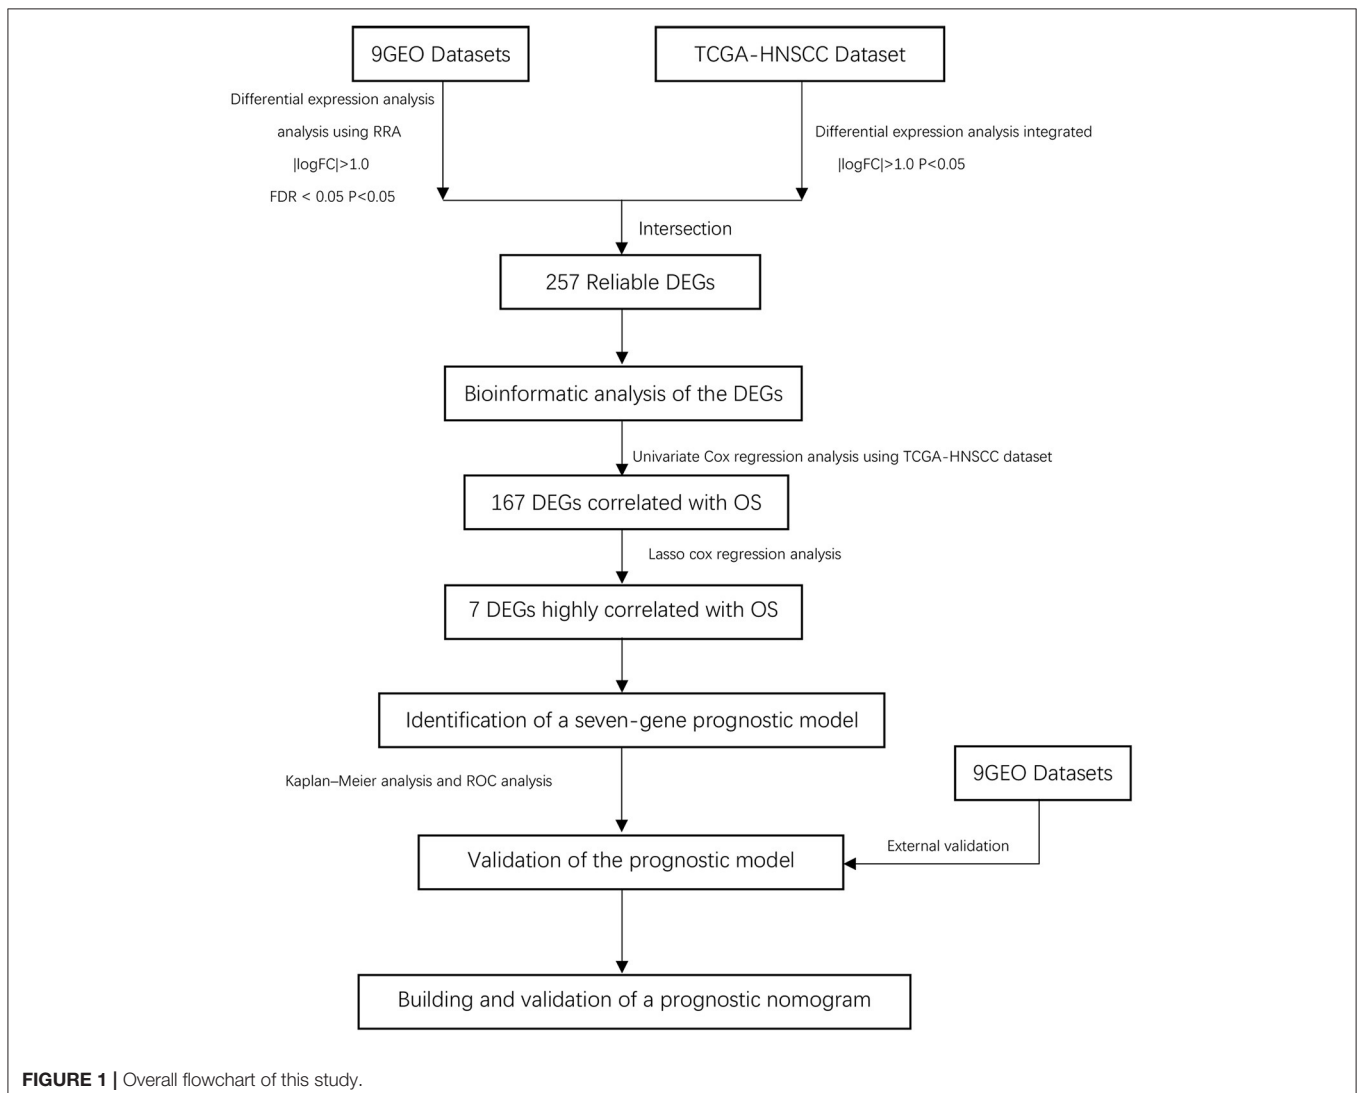 9GEO Datasets
TCGA-HNSCC Dataset
Differential expression analysis
analysis using RRA
|logFC|>1.0
FDR < 0.05 P<0.05
Differential expression analysis integrated
|logFC|>1.0 P<0.05
Intersection
257 Reliable DEGs
Bioinformatic analysis of the DEGs
Univariate Cox regression analysis using TCGA-HNSCC dataset
167 DEGs correlated with OS
Lasso cox regression analysis
7 DEGs highly correlated with OS
Identification of a seven-gene prognostic model
Kaplan–Meier analysis and ROC analysis
9GEO Datasets
External validation
Validation of the prognostic model
Building and validation of a prognostic nomogram
FIGURE 1 | Overall flowchart of this study.